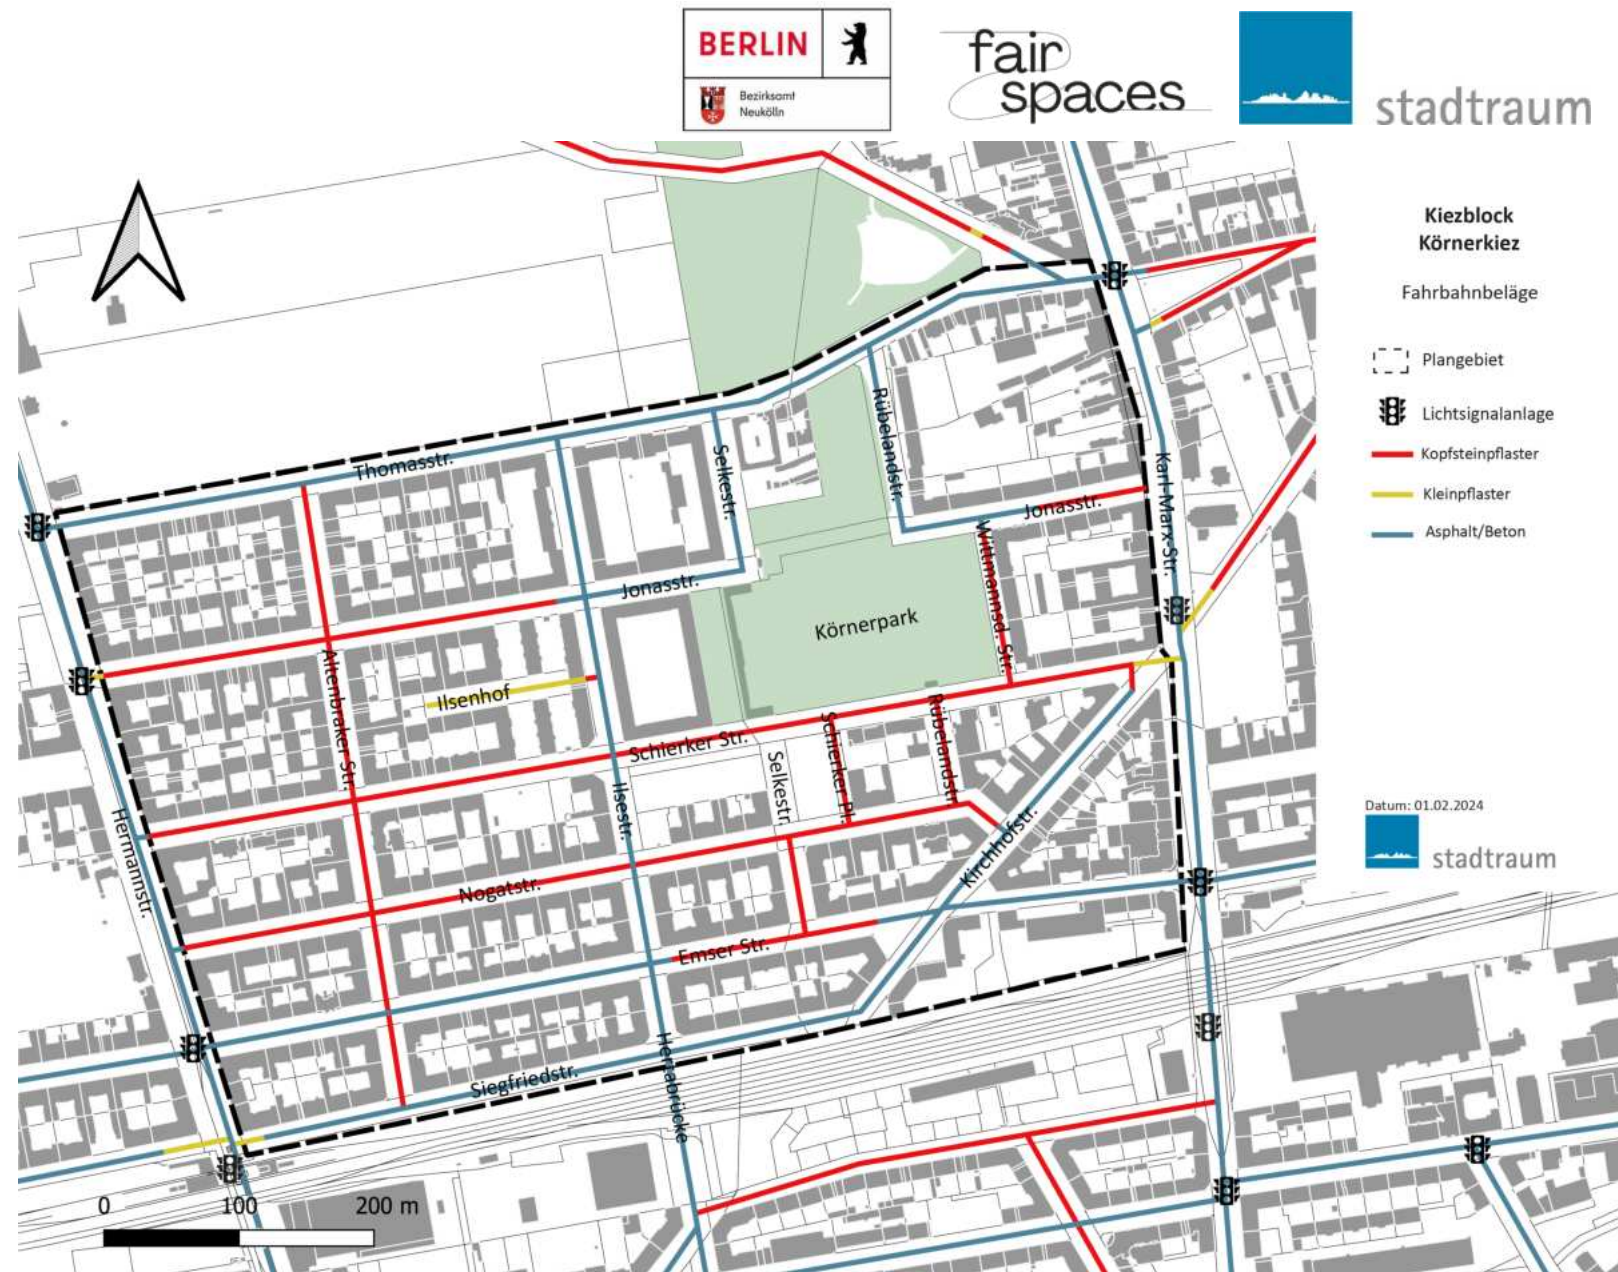 BERLIN
Bezirksamt
Neukölln
fair
spaces
stadtraum
Kiezblock
Körnerkiez
Fahrbahnbeläge
Plangebiet
Lichtsignalanlage
Kopfsteinpflaster
Kleinpflaster
Asphalt/Beton
Datum: 01.02.2024
stadtraum
Thomasstr.
Selkestr.
Rübelandstr.
Karl-Marx-Str.
Jonasstr.
Jonasstr.
Wittmannsd. Str.
Körnerpark
Altenbraker Str.
Ilsenhof
Schierker Str.
Schierker Pl.
Rübelandstr.
Selkestr.
Ilsestr.
Hermannstr.
Kirchhofstr.
Nogatstr.
Emser Str.
Siegfriedstr.
Hertabrücke
0 100 200 m